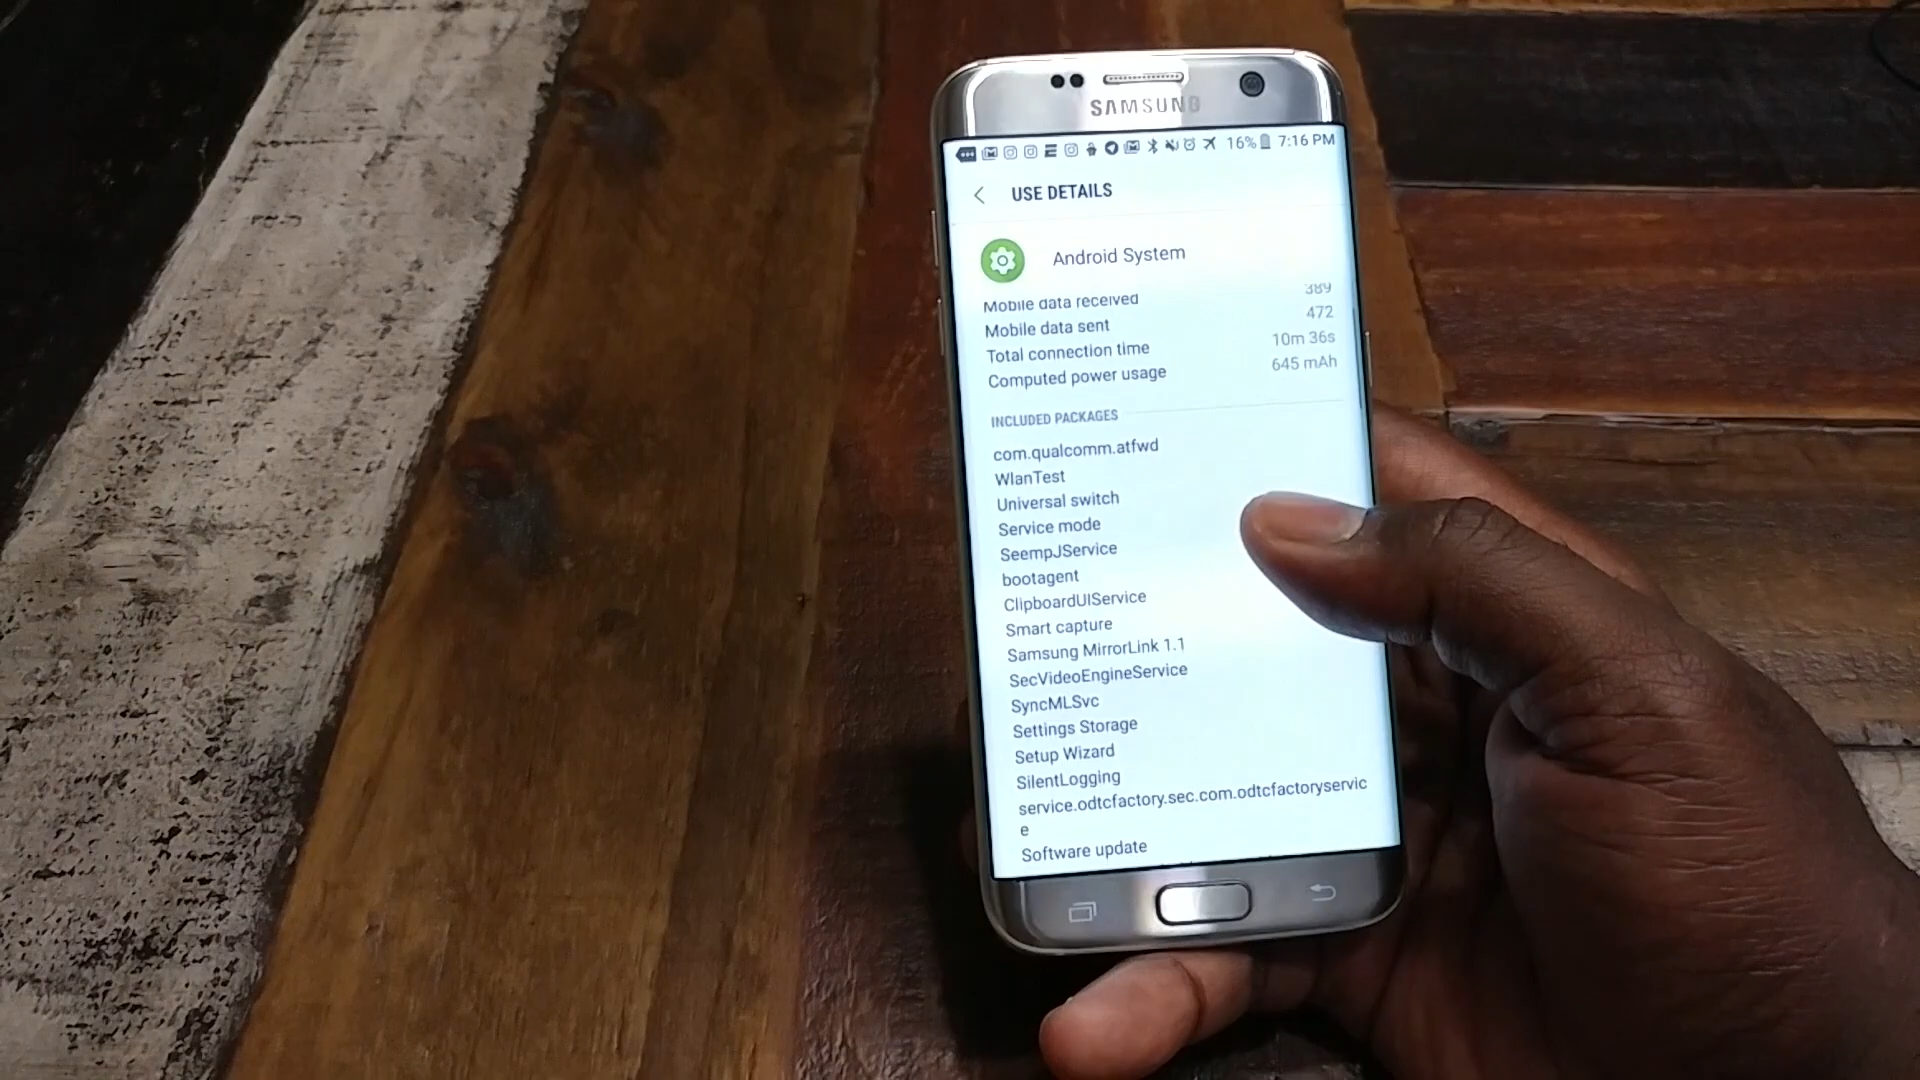 SAMSUNG
16% 7:16 PM
USE DETAILS
Android System
Mobile data received 389
Mobile data sent 472
Total connection time 10m 36s
Computed power usage 645 mAh
INCLUDED PACKAGES
com.qualcomm.atfwd
WlanTest
Universal switch
Service mode
SeempJService
bootagent
ClipboardUIService
Smart capture
Samsung MirrorLink 1.1
SecVideoEngineService
SyncMLSvc
Settings Storage
Setup Wizard
SilentLogging
service.odtcfactory.sec.com.odtcfactoryservic
e
Software update